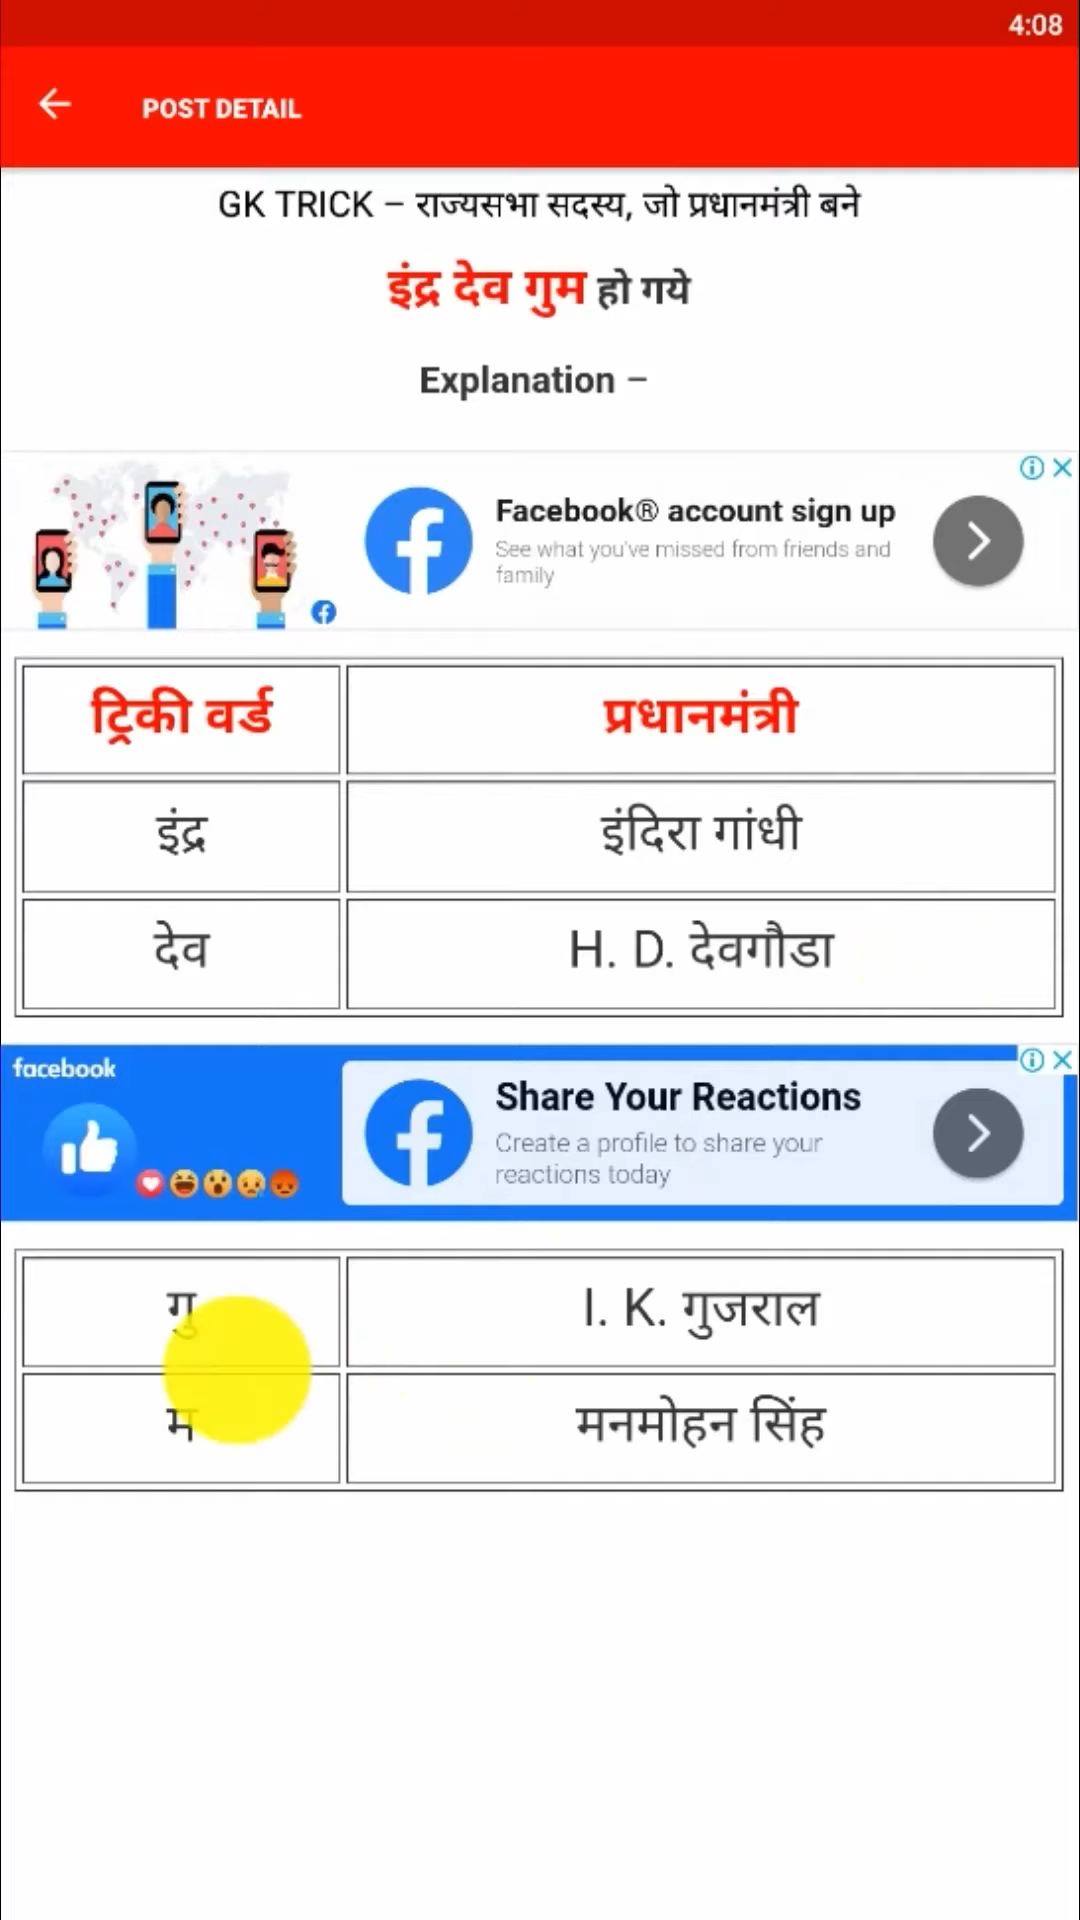 4:08
POST DETAIL
GK TRICK – राज्यसभा सदस्य, जो प्रधानमंत्री बने
इंद्र देव गुम हो गये
Explanation –
Facebook® account sign up
See what you've missed from friends and
family
ट्रिकी वर्ड प्रधानमंत्री
इंद्र इंदिरा गांधी
देव H. D. देवगौडा
facebook
Share Your Reactions
Create a profile to share your
reactions today
गु I. K. गुजराल
म मनमोहन सिंह